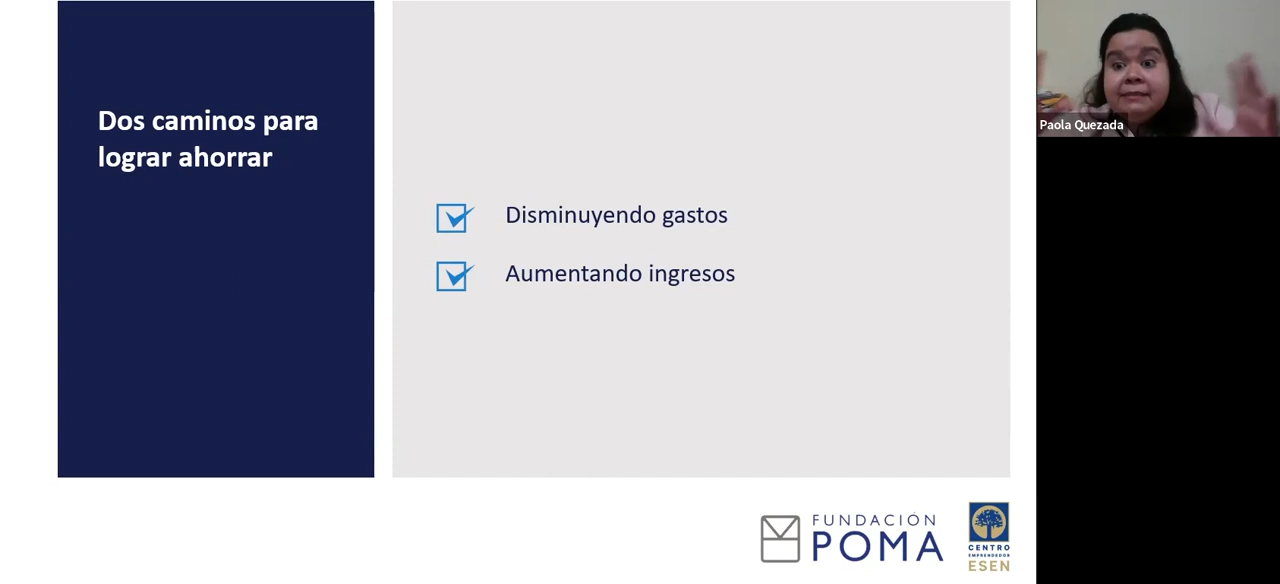 Dos caminos para
lograr ahorrar
Disminuyendo gastos
Aumentando ingresos
Paola Quezada
FUNDACIÓN
POMA
CENTRO
EMPRENDEDOR
ESEN